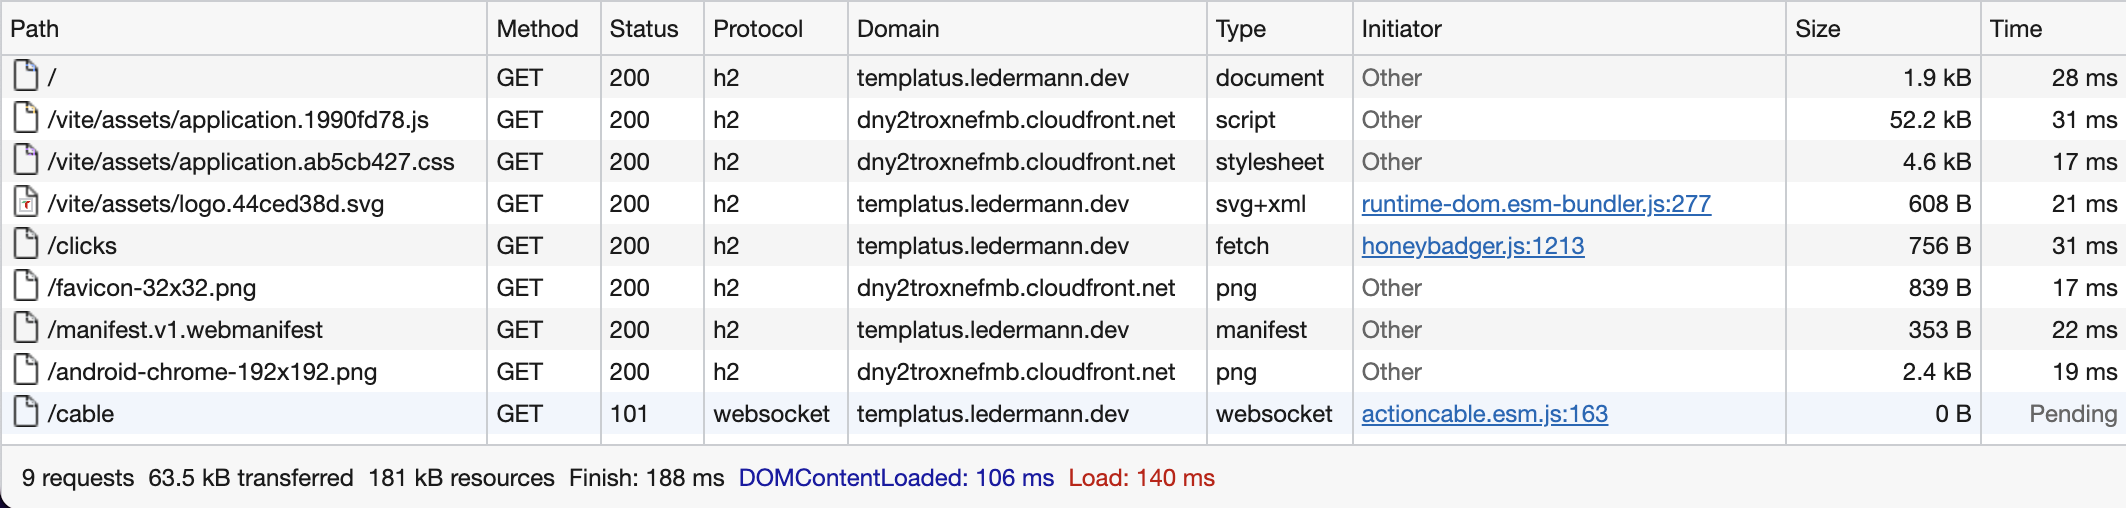 Path Method Status Protocol Domain Type Initiator Size Time
/ GET 200 h2 templatus.ledermann.dev document Other 1.9 kB 28 ms
/vite/assets/application.1990fd78.js GET 200 h2 dny2troxnefmb.cloudfront.net script Other 52.2 kB 31 ms
/vite/assets/application.ab5cb427.css GET 200 h2 dny2troxnefmb.cloudfront.net stylesheet Other 4.6 kB 17 ms
/vite/assets/logo.44ced38d.svg GET 200 h2 templatus.ledermann.dev svg+xml runtime-dom.esm-bundler.js:277 608 B 21 ms
/clicks GET 200 h2 templatus.ledermann.dev fetch honeybadger.js:1213 756 B 31 ms
/favicon-32x32.png GET 200 h2 dny2troxnefmb.cloudfront.net png Other 839 B 17 ms
/manifest.v1.webmanifest GET 200 h2 templatus.ledermann.dev manifest Other 353 B 22 ms
/android-chrome-192x192.png GET 200 h2 dny2troxnefmb.cloudfront.net png Other 2.4 kB 19 ms
/cable GET 101 websocket templatus.ledermann.dev websocket actioncable.esm.js:163 0 B Pending
9 requests 63.5 kB transferred 181 kB resources Finish: 188 ms DOMContentLoaded: 106 ms Load: 140 ms